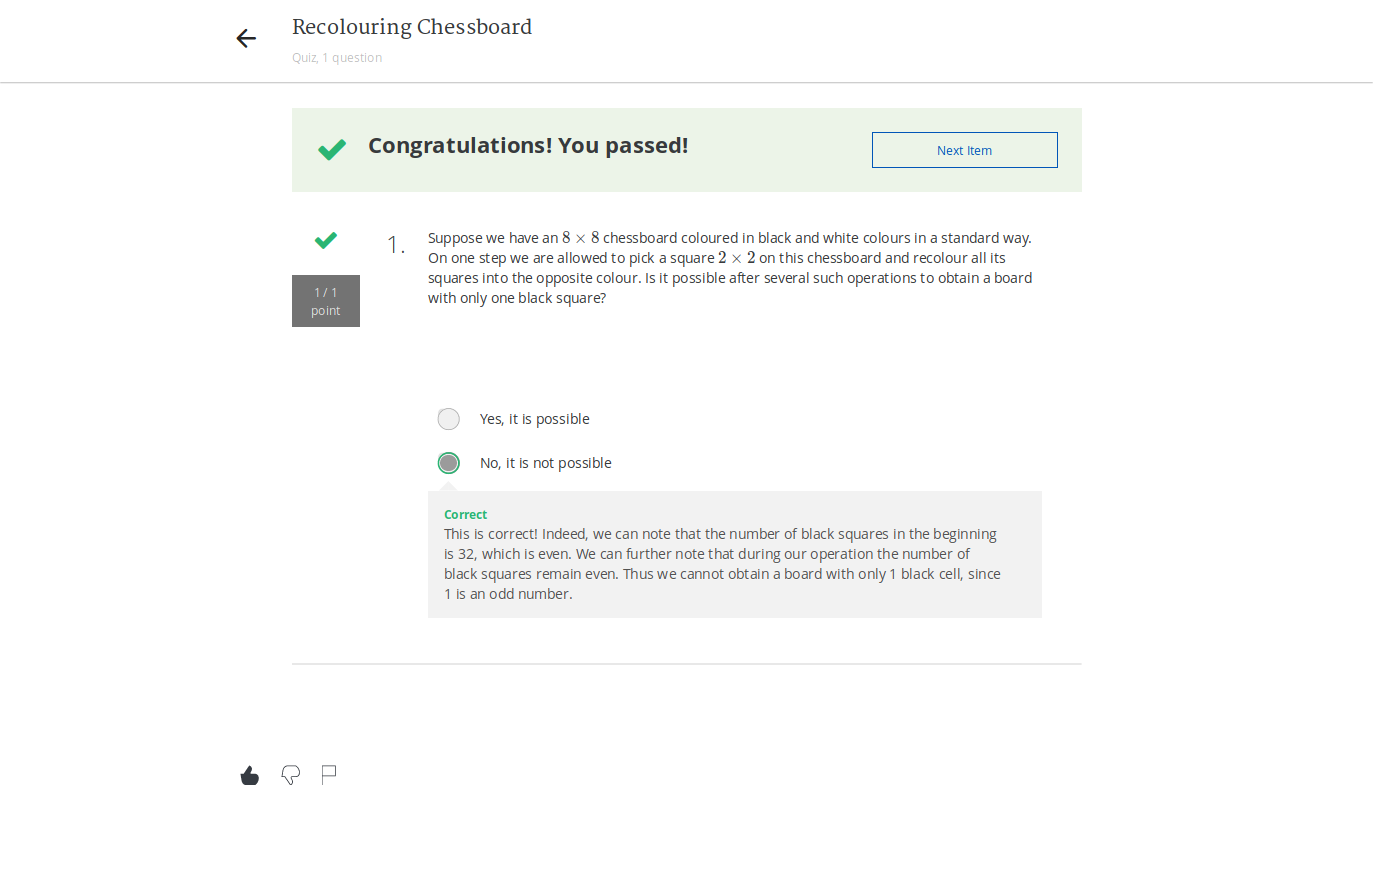 Recolouring Chessboard
Quiz, 1 question
Congratulations! You passed!
Next Item
1 / 1
point
1.
Suppose we have an 8 × 8 chessboard coloured in black and white colours in a standard way.
On one step we are allowed to pick a square 2 × 2 on this chessboard and recolour all its
squares into the opposite colour. Is it possible after several such operations to obtain a board
with only one black square?
Yes, it is possible
No, it is not possible
Correct
This is correct! Indeed, we can note that the number of black squares in the beginning
is 32, which is even. We can further note that during our operation the number of
black squares remain even. Thus we cannot obtain a board with only 1 black cell, since
1 is an odd number.